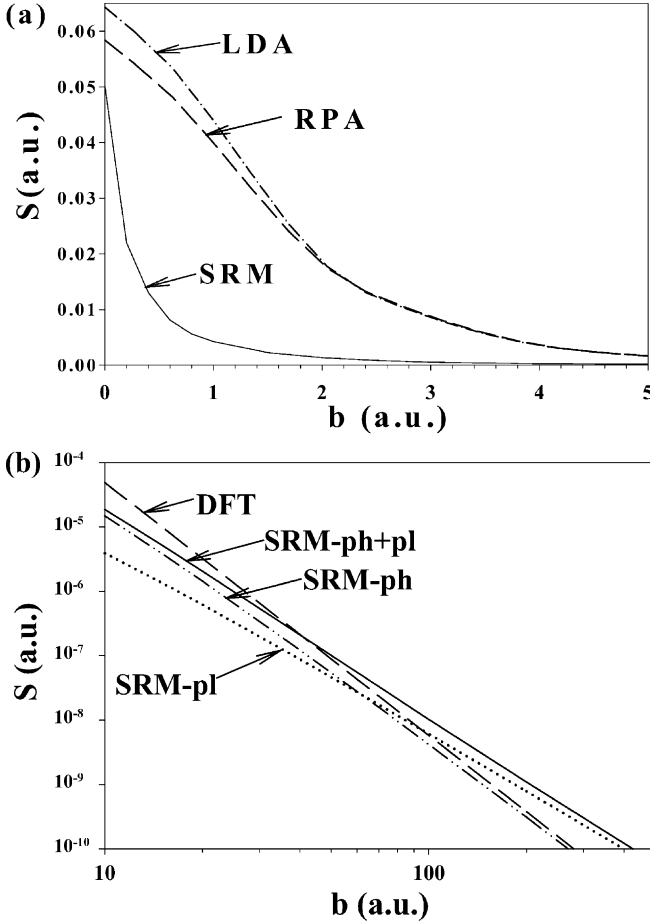 (a)
0.06
0.05
0.04
0.03
0.02
0.01
0.00
S(a.u.)
LDA
RPA
SRM
0 1 2 3 4 5
b (a.u.)
(b)
10-4
10-5
10-6
10-7
10-8
10-9
10-10
S (a.u.)
DFT
SRM-ph+pl
SRM-ph
SRM-pl
10 100
b (a.u.)